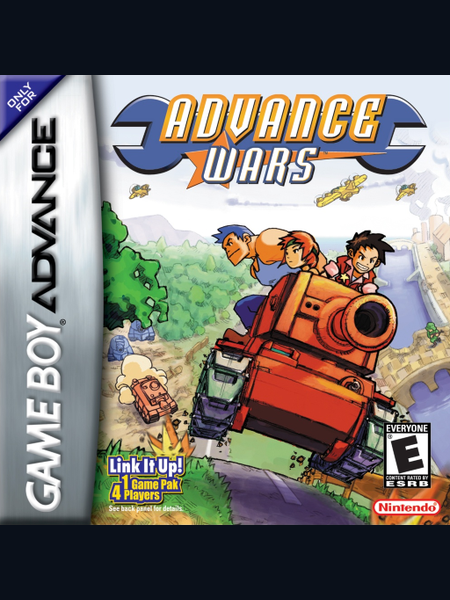 ONLY
FOR
GAME BOY ADVANCE
ADVANCE
WARS
Link It Up!
1 Game Pak
4 Players
See back panel for details.
EVERYONE
E
CONTENT RATED BY
ESRB
Nintendo